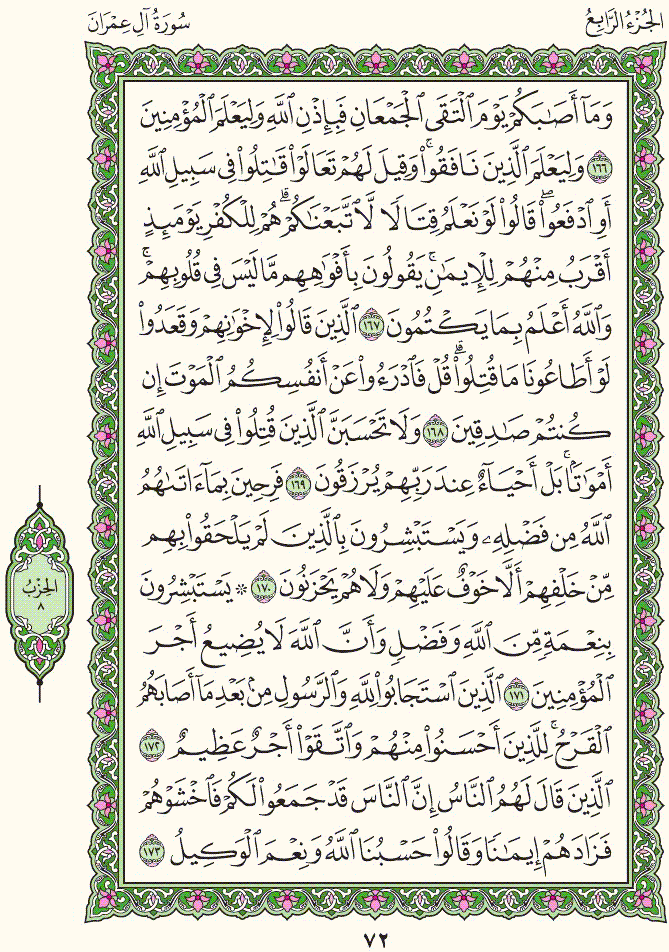 الجُزْءُ الرَّابِعُ
سُورَةُ آلِ عِمْرَانَ
وَمَآ أَصَٰبَكُمْ يَوْمَ ٱلْتَقَى ٱلْجَمْعَانِ فَبِإِذْنِ ٱللَّهِ وَلِيَعْلَمَ ٱلْمُؤْمِنِينَ
١٦٦ وَلِيَعْلَمَ ٱلَّذِينَ نَافَقُوا۟ۚ وَقِيلَ لَهُمْ تَعَالَوْا۟ قَٰتِلُوا۟ فِى سَبِيلِ ٱللَّهِ
أَوِ ٱدْفَعُوا۟ۖ قَالُوا۟ لَوْ نَعْلَمُ قِتَالًا لَّٱتَّبَعْنَٰكُمْۗ هُمْ لِلْكُفْرِ يَوْمَئِذٍ
أَقْرَبُ مِنْهُمْ لِلْإِيمَٰنِۚ يَقُولُونَ بِأَفْوَٰهِهِم مَّا لَيْسَ فِى قُلُوبِهِمْۚ
وَٱللَّهُ أَعْلَمُ بِمَا يَكْتُمُونَ ١٦٧ ٱلَّذِينَ قَالُوا۟ لِإِخْوَٰنِهِمْ وَقَعَدُوا۟
لَوْ أَطَاعُونَا مَا قُتِلُوا۟ۗ قُلْ فَٱدْرَءُوا۟ عَنْ أَنفُسِكُمُ ٱلْمَوْتَ إِن
كُنتُمْ صَٰدِقِينَ ١٦٨ وَلَا تَحْسَبَنَّ ٱلَّذِينَ قُتِلُوا۟ فِى سَبِيلِ ٱللَّهِ
أَمْوَٰتًۢاۚ بَلْ أَحْيَآءٌ عِندَ رَبِّهِمْ يُرْزَقُونَ ١٦٩ فَرِحِينَ بِمَآ ءَاتَىٰهُمُ
ٱللَّهُ مِن فَضْلِهِۦ وَيَسْتَبْشِرُونَ بِٱلَّذِينَ لَمْ يَلْحَقُوا۟ بِهِم
مِّنْ خَلْفِهِمْ أَلَّا خَوْفٌ عَلَيْهِمْ وَلَا هُمْ يَحْزَنُونَ ١٧٠ ۞ يَسْتَبْشِرُونَ
بِنِعْمَةٍ مِّنَ ٱللَّهِ وَفَضْلٍ وَأَنَّ ٱللَّهَ لَا يُضِيعُ أَجْرَ
ٱلْمُؤْمِنِينَ ١٧١ ٱلَّذِينَ ٱسْتَجَابُوا۟ لِلَّهِ وَٱلرَّسُولِ مِنۢ بَعْدِ مَآ أَصَابَهُمُ
ٱلْقَرْحُۚ لِلَّذِينَ أَحْسَنُوا۟ مِنْهُمْ وَٱتَّقَوْا۟ أَجْرٌ عَظِيمٌ ١٧٢
ٱلَّذِينَ قَالَ لَهُمُ ٱلنَّاسُ إِنَّ ٱلنَّاسَ قَدْ جَمَعُوا۟ لَكُمْ فَٱخْشَوْهُمْ
فَزَادَهُمْ إِيمَٰنًا وَقَالُوا۟ حَسْبُنَا ٱللَّهُ وَنِعْمَ ٱلْوَكِيلُ ١٧٣
الحِزْبُ
٨
٧٢